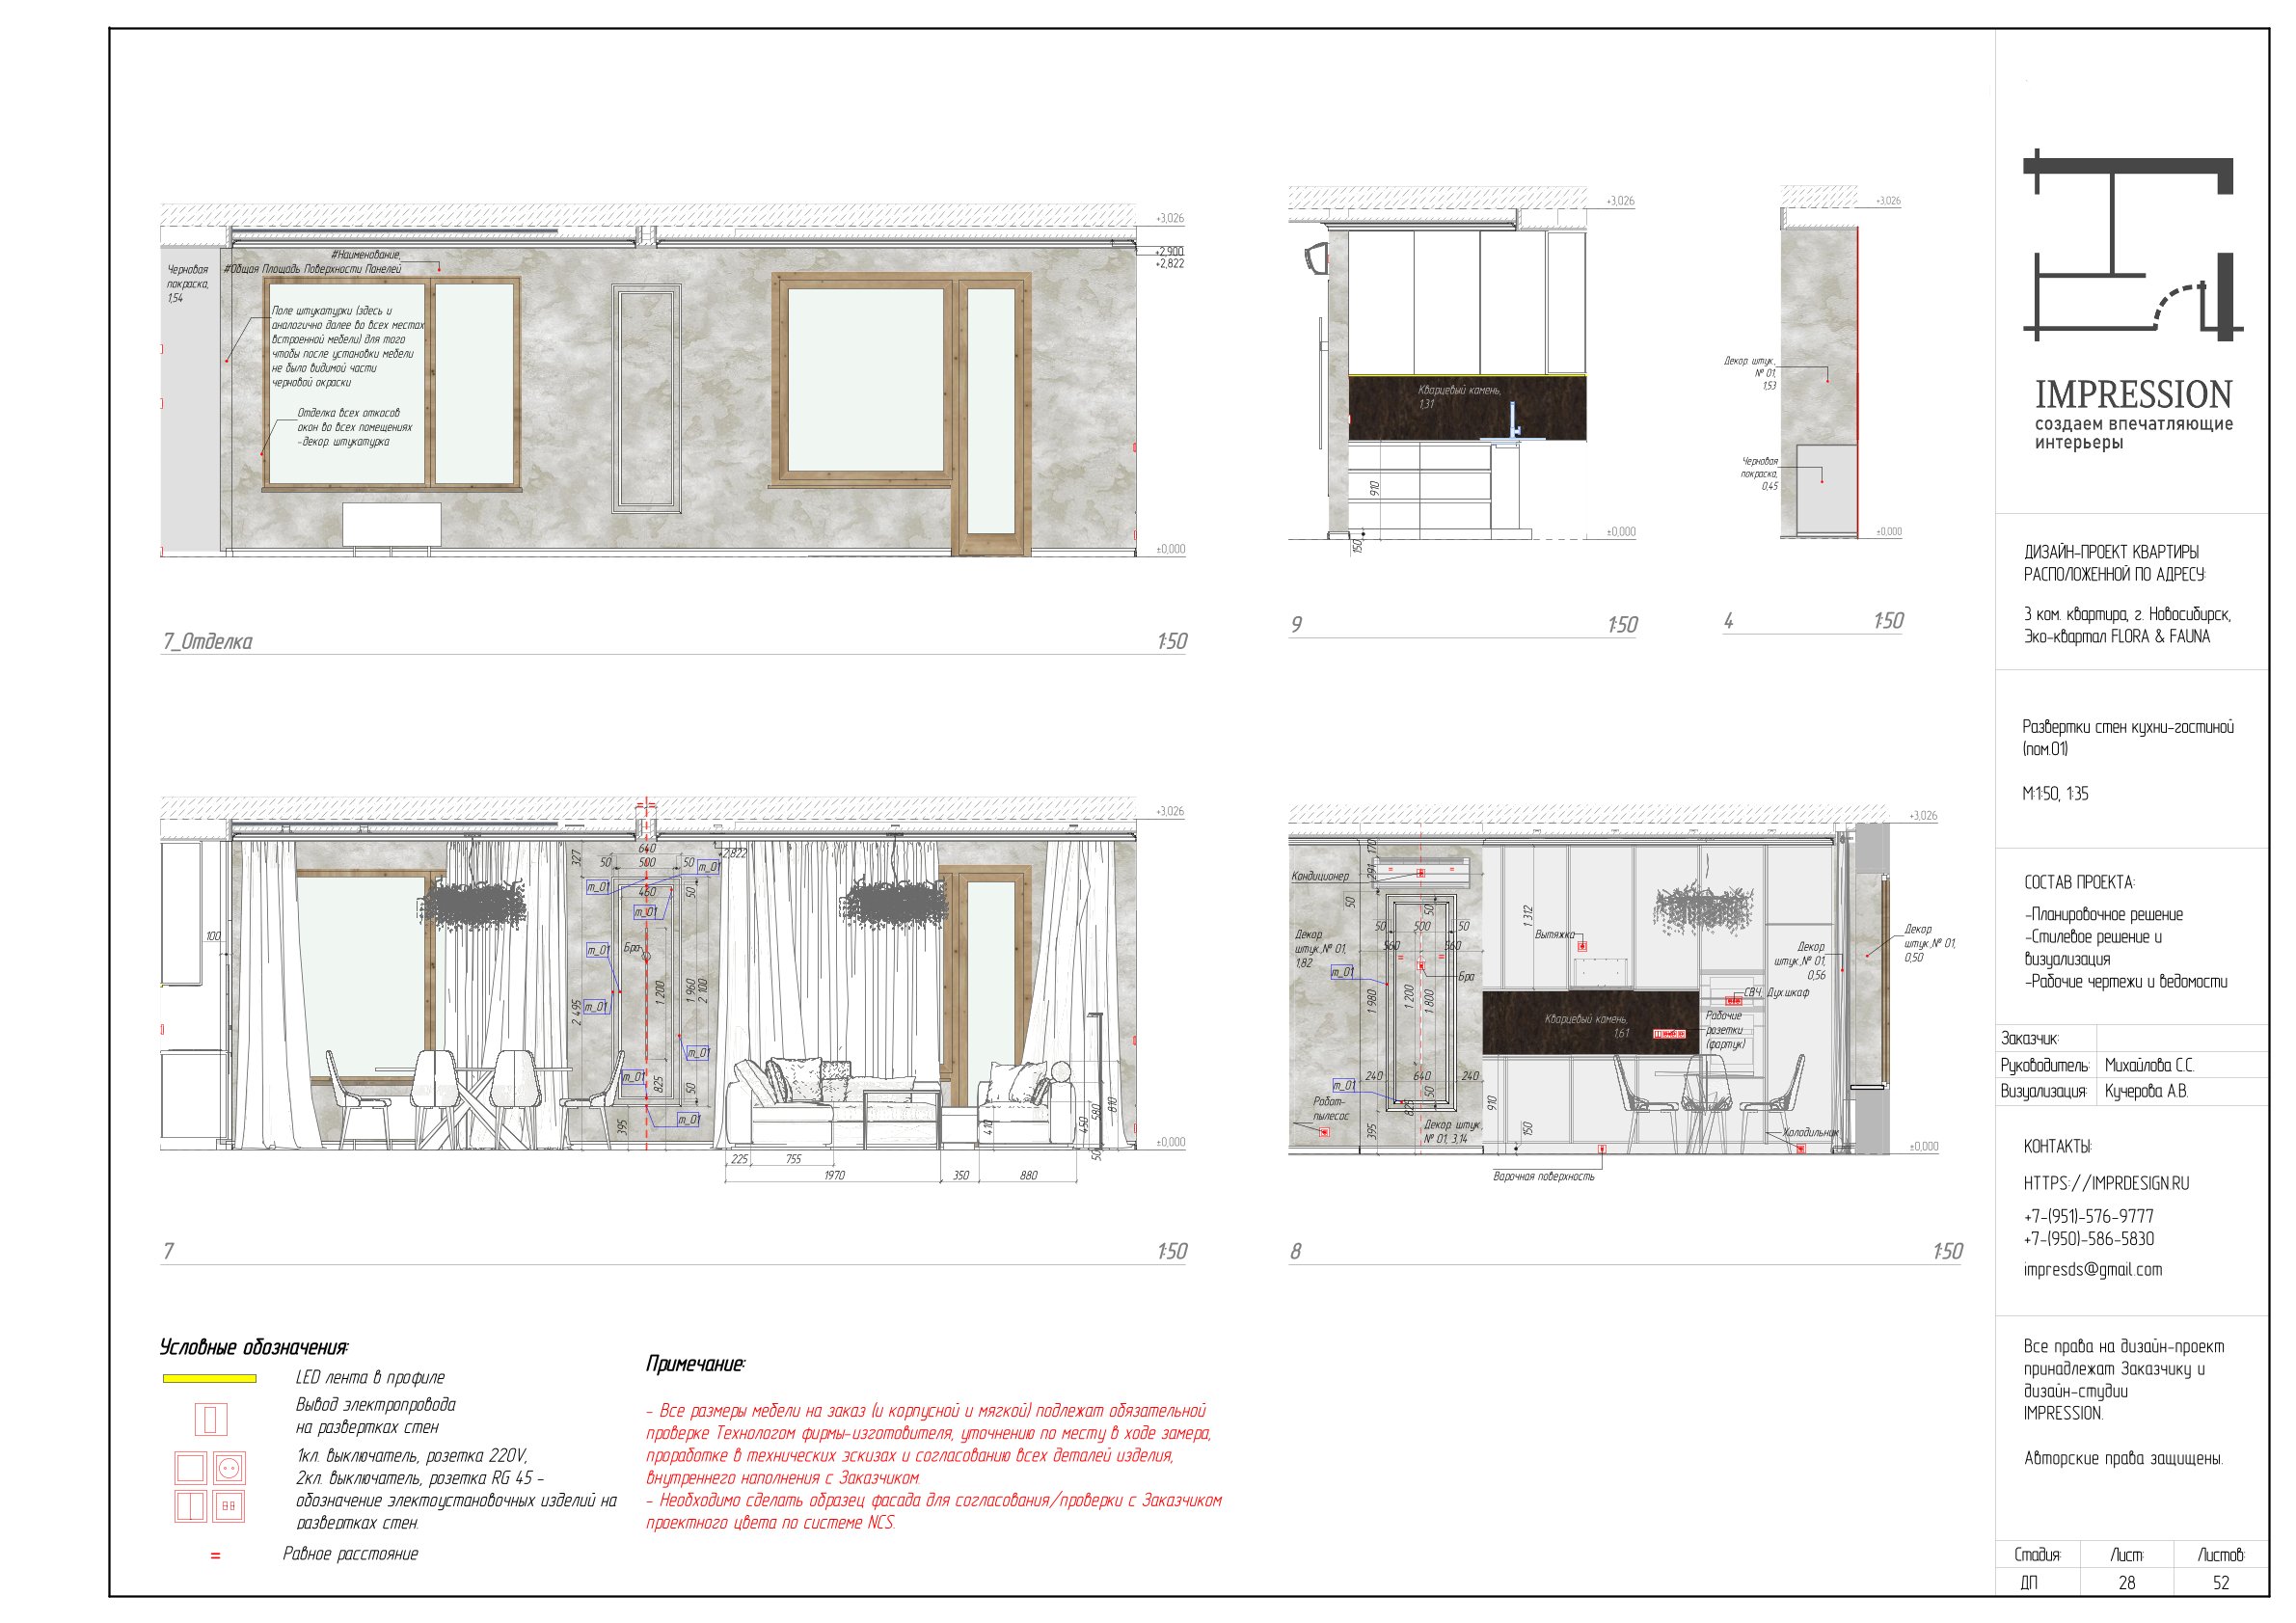 +3,026
+2,900
+2,822
#Наименование,
#Общая Площадь Поверхности Панелей
Черновая
покраска,
1,54
Поле штукатурки (здесь и
аналогично далее во всех местах
встроенной мебели) для того
чтобы после установки мебели
не было видимой части
черновой окраски
Отделка всех откосов
окон во всех помещениях
-декор. штукатурка
±0,000
7_Отделка
1:50
+3,026
Кварцевый камень,
1,31
910
150
±0,000
9
1:50
+3,026
Декор. штук.,
№ 01,
1,53
Черновая
покраска,
0,45
±0,000
4
1:50
+3,026
2,822
327
640
50
500
50
m_01
m_01
460
50
m_01
100
Бра
m_01
1 200
1 960
2 100
2 495
m_01
m_01
m_01
825
50
m_01
395
410
450
580
810
50
±0,000
225
755
1970
350
880
7
1:50
+3,026
170
291
Кондиционер
50
50
50
500
50
560
560
Декор.
штук.,№ 01,
1,82
m_01
Бра
1 980
1 200
1 800
1 312
Вытяжка
Декор
штук.,№ 01,
0,56
Декор
штук.,№ 01,
0,50
СВЧ, Дух.шкаф
Кварцевый камень,
1,61
Рабочие
розетки
(фартук)
240
640
240
m_01
50
825
910
Робот-
пылесос
395
Декор. штук.,
№ 01, 3,14
150
Холодильник
±0,000
Варочная поверхность
8
1:50
Условные обозначения:
LED лента в профиле
Вывод электропровода
на развертках стен
1кл. выключатель, розетка 220V,
2кл. выключатель, розетка RG 45 -
обозначение электоустановочных изделий на
развертках стен.
=
Равное расстояние
Примечание:
- Все размеры мебели на заказ (и корпусной и мягкой) подлежат обязательной
проверке Технологом фирмы-изготовителя, уточнению по месту в ходе замера,
проработке в технических эскизах и согласованию всех деталей изделия,
внутреннего наполнения с Заказчиком.
- Необходимо сделать образец фасада для согласования/проверки с Заказчиком
проектного цвета по системе NCS.
IMPRESSION
создаем впечатляющие
интерьеры
ДИЗАЙН-ПРОЕКТ КВАРТИРЫ
РАСПОЛОЖЕННОЙ ПО АДРЕСУ:
3 ком. квартира, г. Новосибирск,
Эко-квартал FLORA & FAUNA
Развертки стен кухни-гостиной
(пом.01)
М:1:50, 1:35
СОСТАВ ПРОЕКТА:
-Планировочное решение
-Стилевое решение и
визуализация
-Рабочие чертежи и ведомости
Заказчик:
Руководитель: Михайлова С.С.
Визуализация: Кучерова А.В.
КОНТАКТЫ:
HTTPS://IMPRDESIGN.RU
+7-(951)-576-9777
+7-(950)-586-5830
impresds@gmail.com
Все права на дизайн-проект
принадлежат Заказчику и
дизайн-студии
IMPRESSION.
Авторские права защищены.
Стадия: Лист: Листов:
ДП 28 52